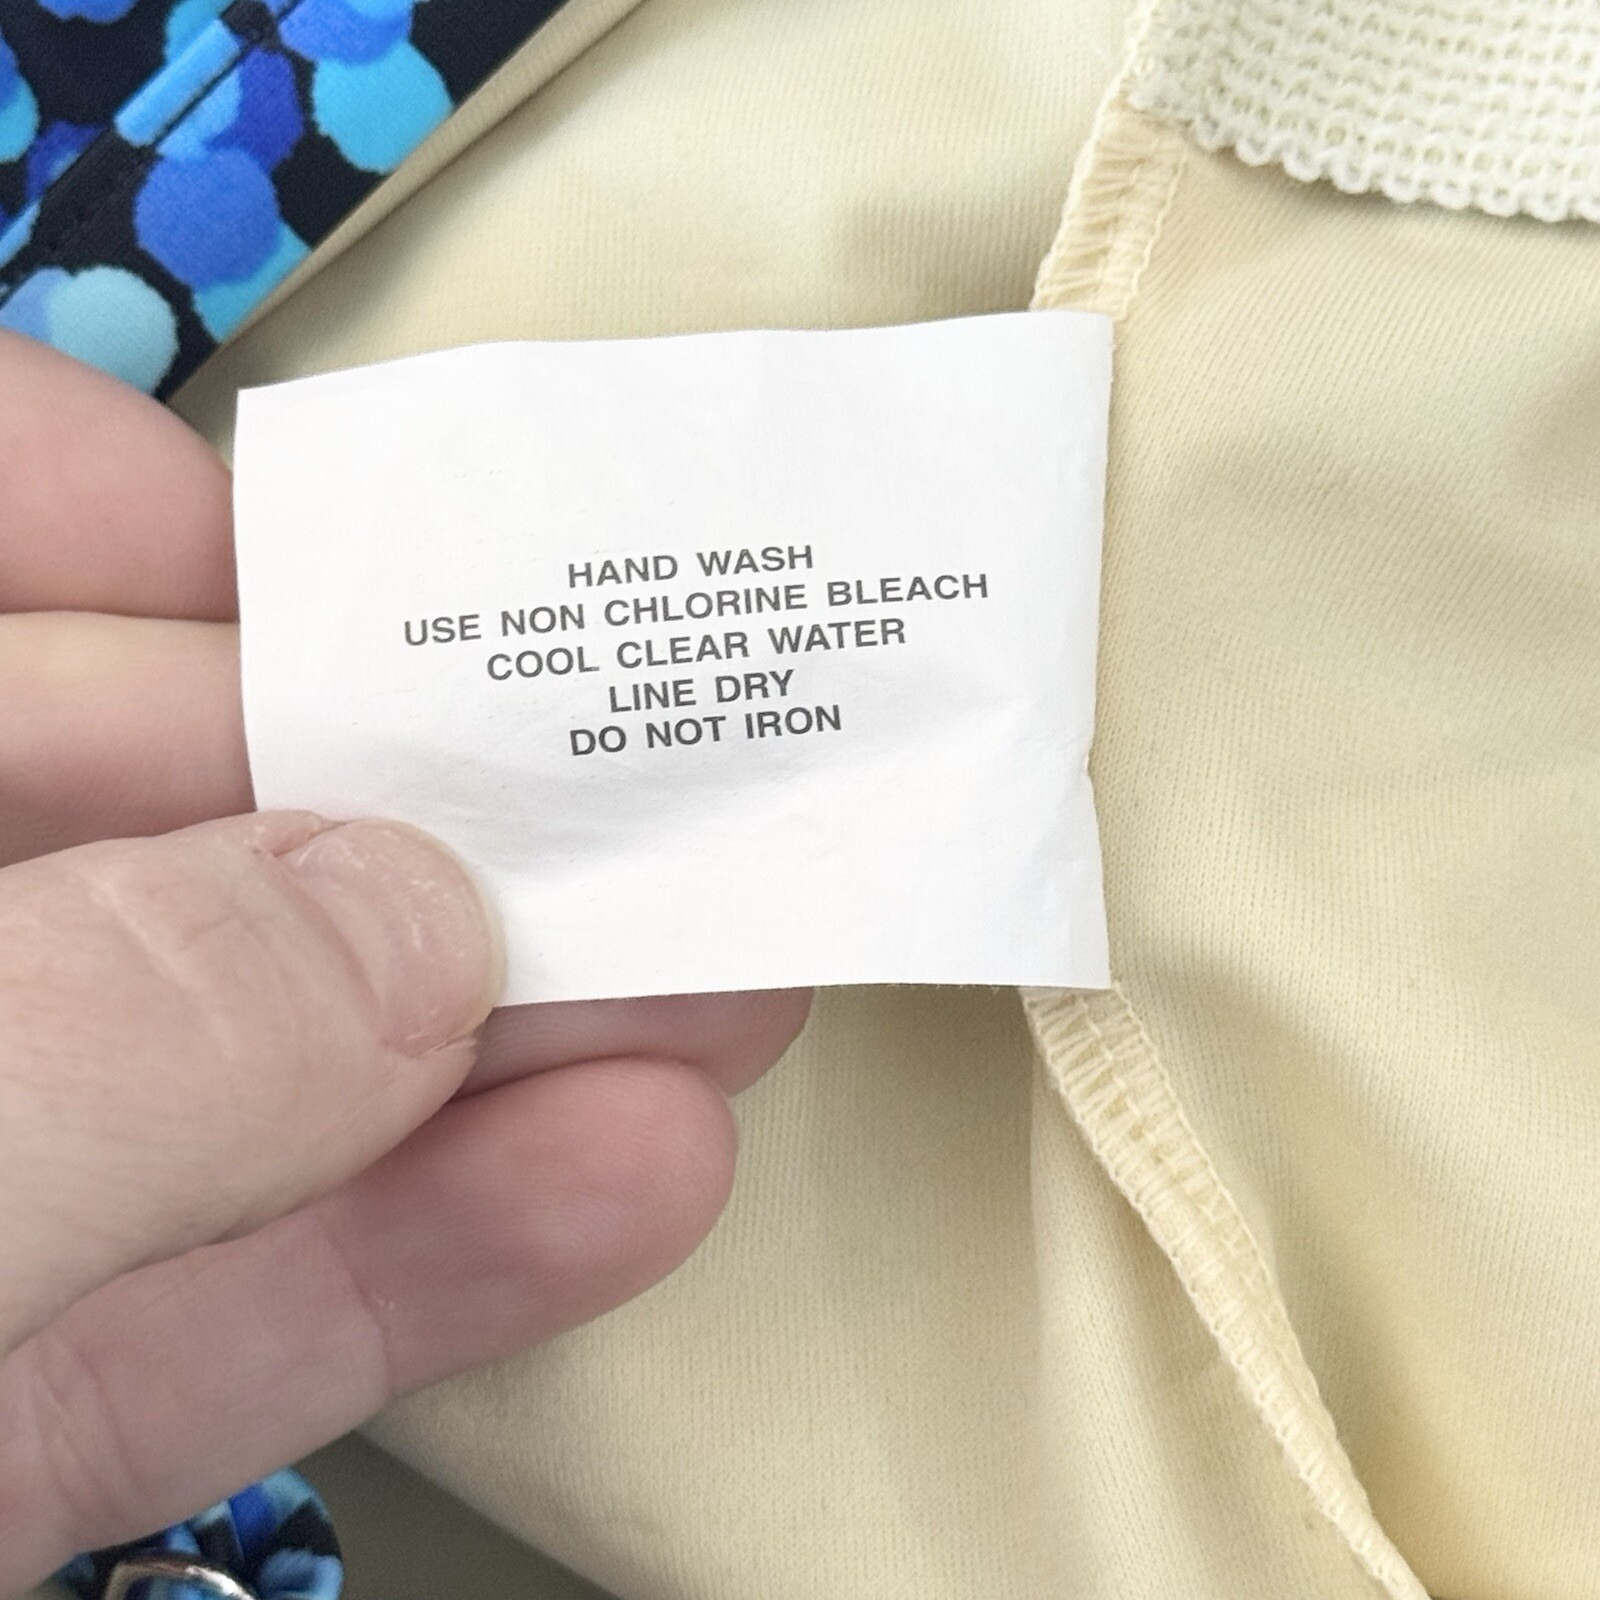 HAND WASH
USE NON CHLORINE BLEACH
COOL CLEAR WATER
LINE DRY
DO NOT IRON